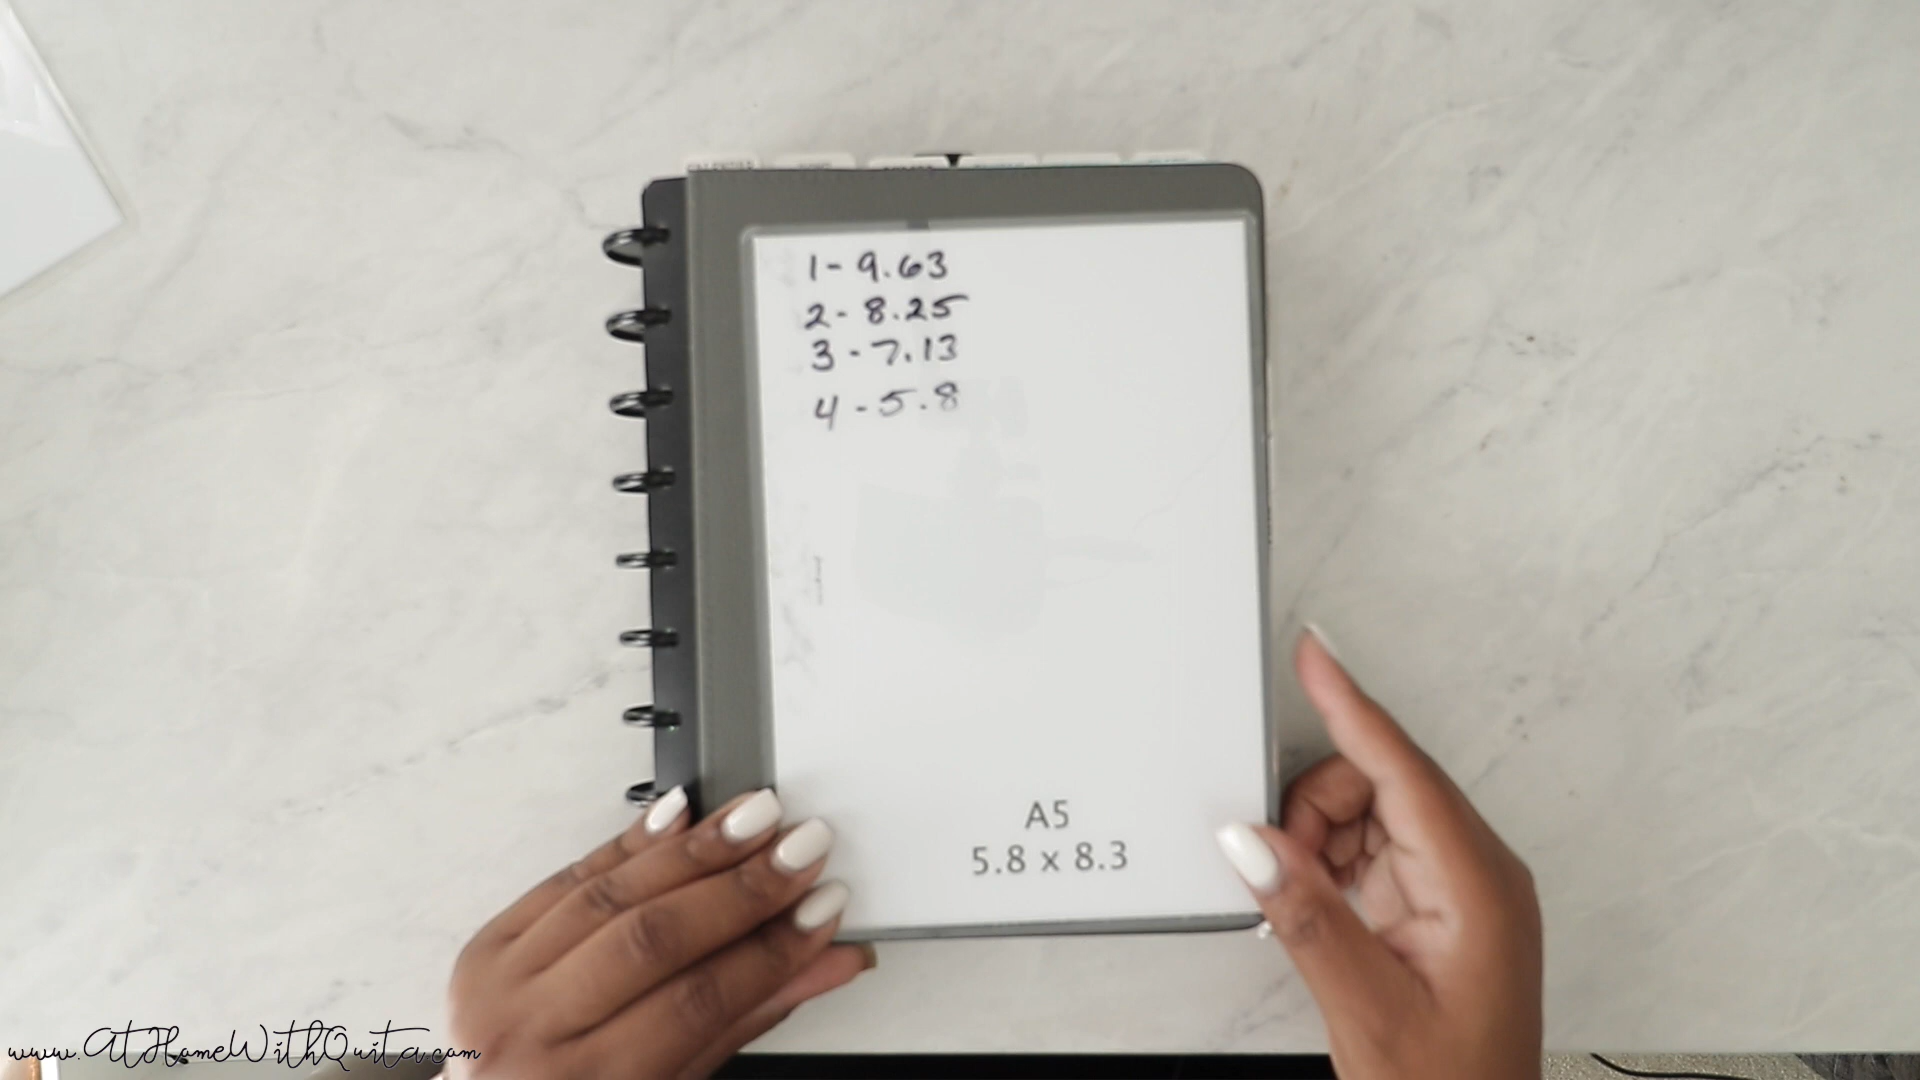 1- 9.63
2- 8.25
3 - 7.13
4 - 5.8
A5
5.8 x 8.3
www.AtHomeWithQuita.com